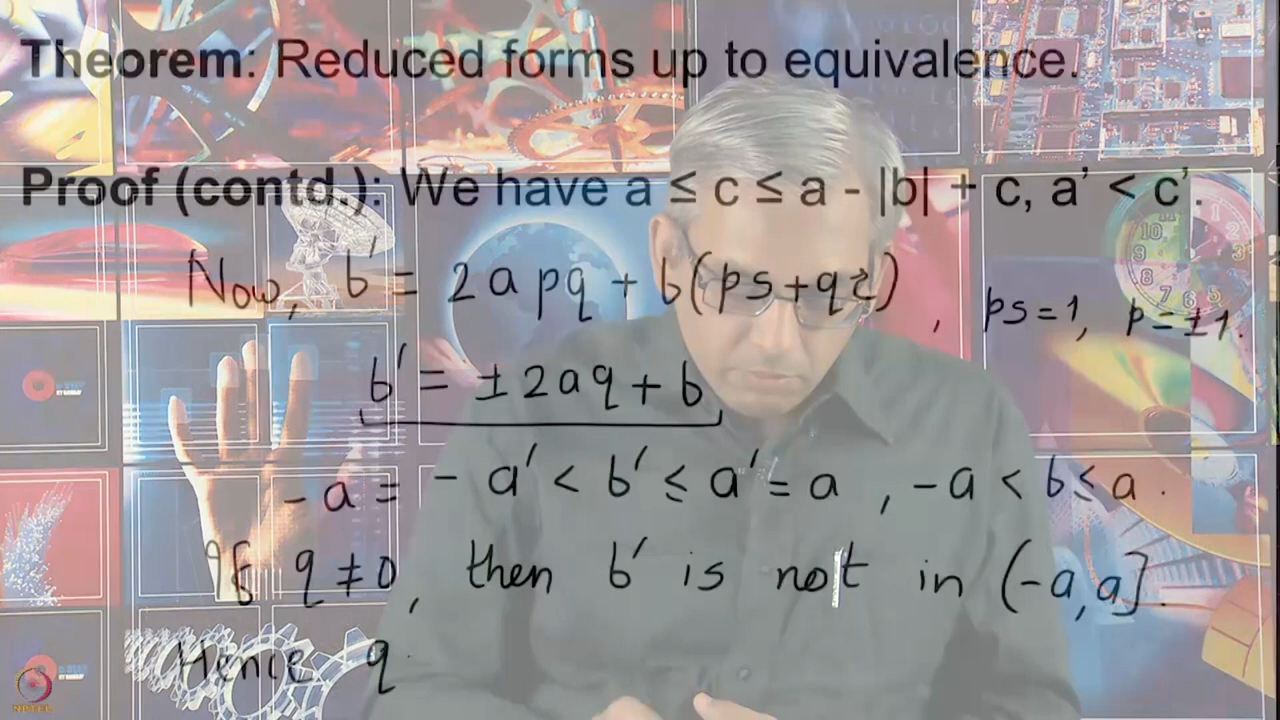 Theorem: Reduced forms up to equivalence.
Proof (contd.): We have a ≤ c ≤ a - |b| + c, a' < c'.
Now, b' = 2apq + b(ps+qr) , ps=1, p=±1.
b' = ±2aq + b
-a = -a' < b' ≤ a' = a , -a < b ≤ a .
If q ≠ 0, then b' is not in (-a,a].
Hence q
NPTEL